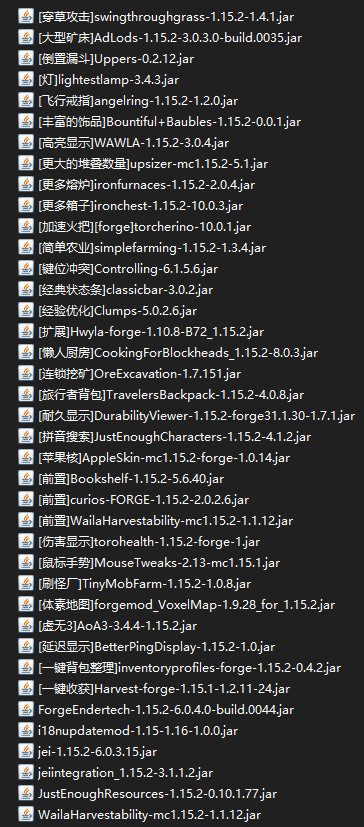 [穿草攻击]swingthroughgrass-1.15.2-1.4.1.jar
[大型矿床]AdLods-1.15.2-3.0.3.0-build.0035.jar
[倒置漏斗]Uppers-0.2.12.jar
[灯]lightestlamp-3.4.3.jar
[飞行戒指]angelring-1.15.2-1.2.0.jar
[丰富的饰品]Bountiful+Baubles-1.15.2-0.0.1.jar
[高亮显示]WAWLA-1.15.2-3.0.4.jar
[更大的堆叠数量]upsizer-mc1.15.2-5.1.jar
[更多熔炉]ironfurnaces-1.15.2-2.0.4.jar
[更多箱子]ironchest-1.15.2-10.0.3.jar
[加速火把][forge]torcherino-10.0.1.jar
[简单农业]simplefarming-1.15.2-1.3.4.jar
[键位冲突]Controlling-6.1.5.6.jar
[经典状态条]classicbar-3.0.2.jar
[经验优化]Clumps-5.0.2.6.jar
[扩展]Hwyla-forge-1.10.8-B72_1.15.2.jar
[懒人厨房]CookingForBlockheads_1.15.2-8.0.3.jar
[连锁挖矿]OreExcavation-1.7.151.jar
[旅行者背包]TravelersBackpack-1.15.2-4.0.8.jar
[耐久显示]DurabilityViewer-1.15.2-forge31.1.30-1.7.1.jar
[拼音搜索]JustEnoughCharacters-1.15.2-4.1.2.jar
[苹果核]AppleSkin-mc1.15.2-forge-1.0.14.jar
[前置]Bookshelf-1.15.2-5.6.40.jar
[前置]curios-FORGE-1.15.2-2.0.2.6.jar
[前置]WailaHarvestability-mc1.15.2-1.1.12.jar
[伤害显示]torohealth-1.15.2-forge-1.jar
[鼠标手势]MouseTweaks-2.13-mc1.15.1.jar
[刷怪厂]TinyMobFarm-1.15.2-1.0.8.jar
[体素地图]forgemod_VoxelMap-1.9.28_for_1.15.2.jar
[虚无3]AoA3-3.4.4-1.15.2.jar
[延迟显示]BetterPingDisplay-1.15.2-1.0.jar
[一键背包整理]inventoryprofiles-forge-1.15.2-0.4.2.jar
[一键收获]Harvest-forge-1.15.1-1.2.11-24.jar
ForgeEndertech-1.15.2-6.0.4.0-build.0044.jar
i18nupdatemod-1.15-1.16-1.0.0.jar
jei-1.15.2-6.0.3.15.jar
jeiintegration_1.15.2-3.1.1.2.jar
JustEnoughResources-1.15.2-0.10.1.77.jar
WailaHarvestability-mc1.15.2-1.1.12.jar